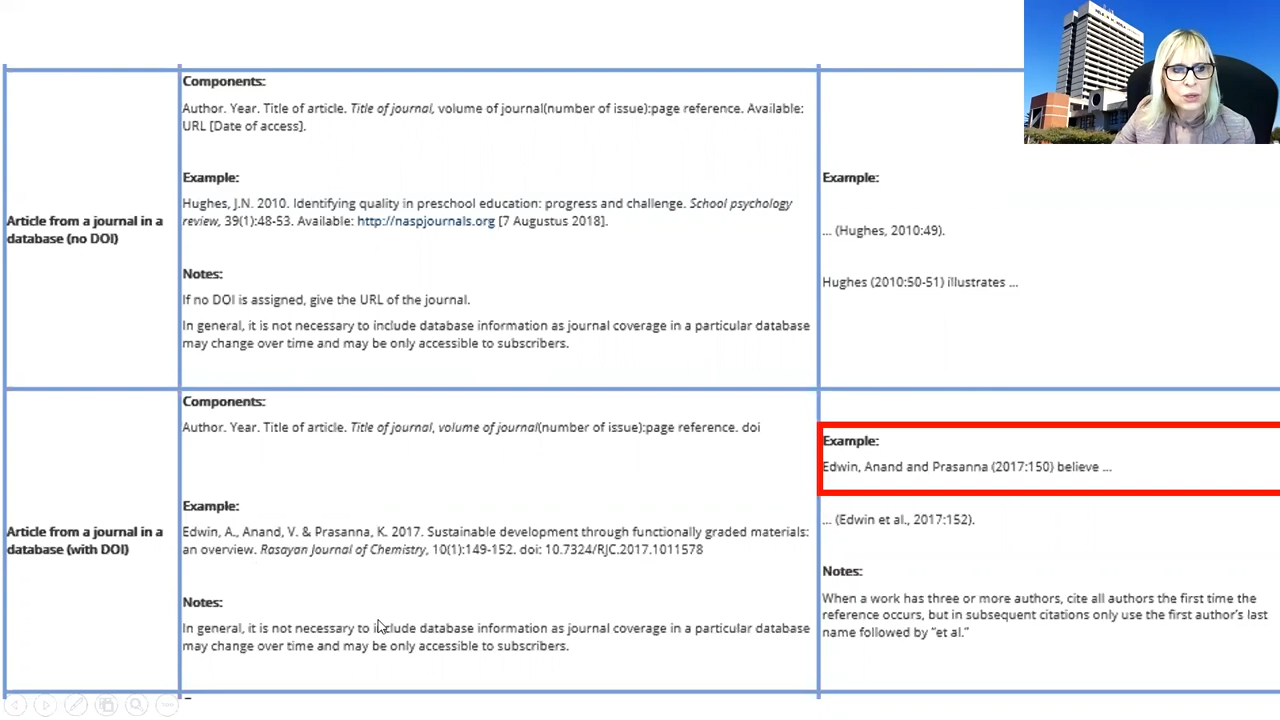 Components:
Author. Year. Title of article. Title of journal, volume of journal(number of issue):page reference. Available:
URL [Date of access].
Example:
Hughes, J.N. 2010. Identifying quality in preschool education: progress and challenge. School psychology
review, 39(1):48-53. Available: http://naspjournals.org [7 Augustus 2018].
Article from a journal in a
database (no DOI)
Notes:
If no DOI is assigned, give the URL of the journal.
In general, it is not necessary to include database information as journal coverage in a particular database
may change over time and may be only accessible to subscribers.
Example:
... (Hughes, 2010:49).
Hughes (2010:50-51) illustrates ...
Components:
Author. Year. Title of article. Title of journal, volume of journal(number of issue):page reference. doi
Example:
Edwin, A., Anand, V. & Prasanna, K. 2017. Sustainable development through functionally graded materials:
an overview. Rasayan Journal of Chemistry, 10(1):149-152. doi: 10.7324/RJC.2017.1011578
Article from a journal in a
database (with DOI)
Notes:
In general, it is not necessary to include database information as journal coverage in a particular database
may change over time and may be only accessible to subscribers.
Example:
Edwin, Anand and Prasanna (2017:150) believe ...
... (Edwin et al., 2017:152).
Notes:
When a work has three or more authors, cite all authors the first time the
reference occurs, but in subsequent citations only use the first author's last
name followed by "et al."